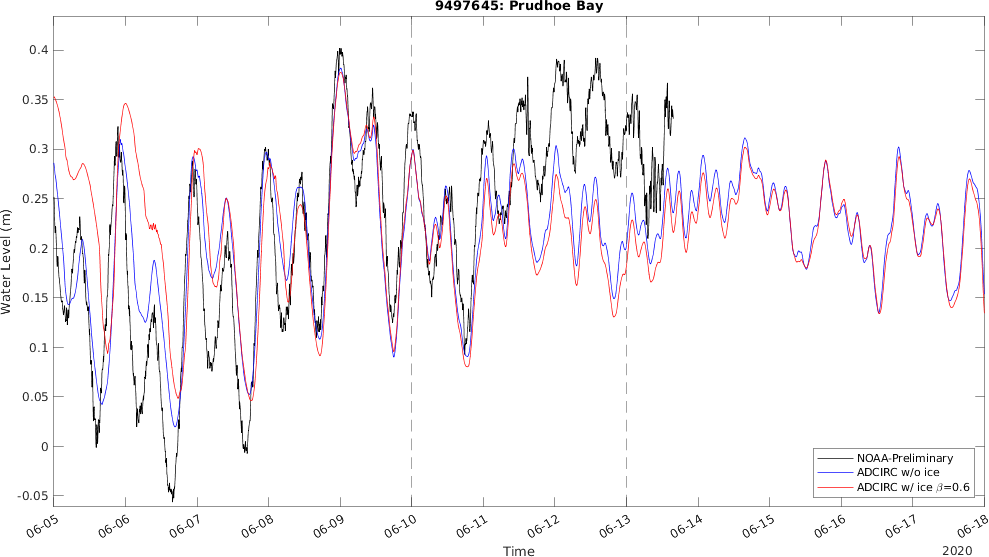 9497645: Prudhoe Bay
Water Level (m)
0.4
0.35
0.3
0.25
0.2
0.15
0.1
0.05
0
-0.05
NOAA-Preliminary
ADCIRC w/o ice
ADCIRC w/ ice β=0.6
06-05 06-06 06-07 06-08 06-09 06-10 06-11 06-12 06-13 06-14 06-15 06-16 06-17 06-18
Time
2020